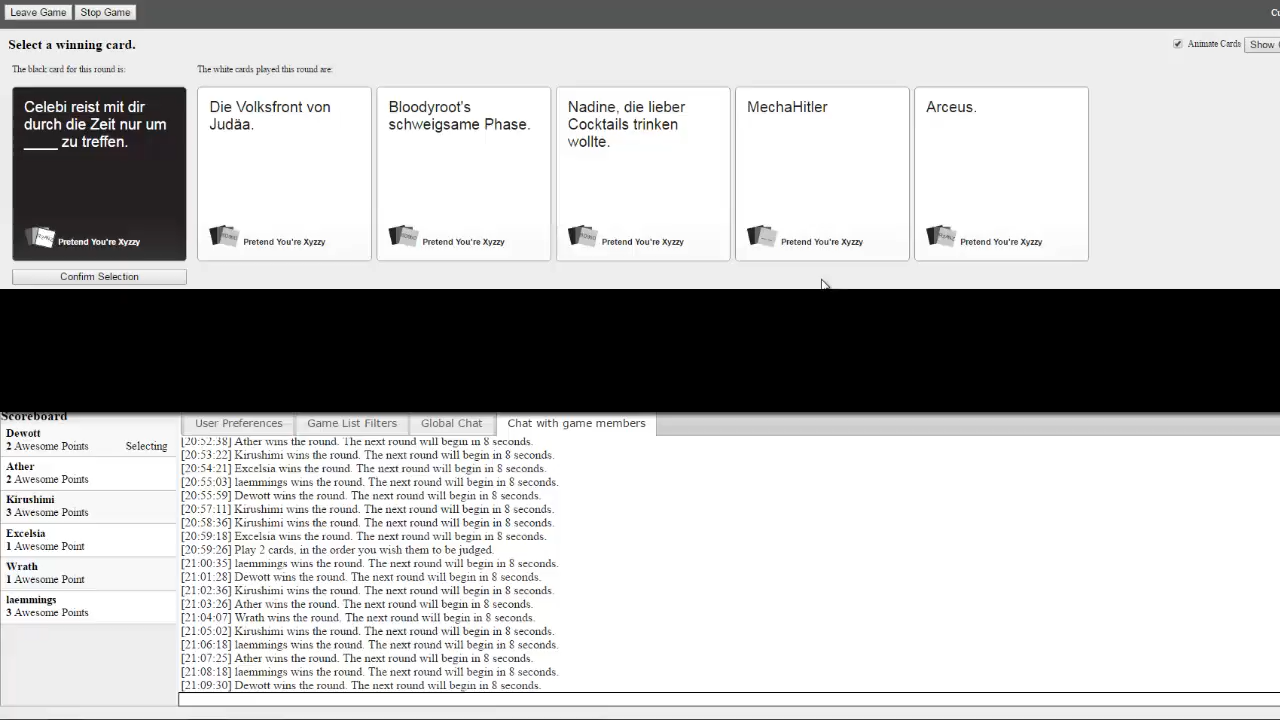 Leave Game Stop Game
Select a winning card.
Animate Cards Show
The black card for this round is:
The white cards played this round are:
Celebi reist mit dir
durch die Zeit nur um
____ zu treffen.
Pretend You're Xyzzy
Die Volksfront von
Judäa.
Pretend You're Xyzzy
Bloodyroot's
schweigsame Phase.
Pretend You're Xyzzy
Nadine, die lieber
Cocktails trinken
wollte.
Pretend You're Xyzzy
MechaHitler
Pretend You're Xyzzy
Arceus.
Pretend You're Xyzzy
Confirm Selection
Scoreboard
Dewott
2 Awesome Points Selecting
Ather
2 Awesome Points
Kirushimi
3 Awesome Points
Excelsia
1 Awesome Point
Wrath
1 Awesome Point
laemmings
3 Awesome Points
User Preferences Game List Filters Global Chat Chat with game members
[20:52:38] Ather wins the round. The next round will begin in 8 seconds.
[20:53:22] Kirushimi wins the round. The next round will begin in 8 seconds.
[20:54:21] Excelsia wins the round. The next round will begin in 8 seconds.
[20:55:03] laemmings wins the round. The next round will begin in 8 seconds.
[20:55:59] Dewott wins the round. The next round will begin in 8 seconds.
[20:57:11] Kirushimi wins the round. The next round will begin in 8 seconds.
[20:58:36] Kirushimi wins the round. The next round will begin in 8 seconds.
[20:59:18] Excelsia wins the round. The next round will begin in 8 seconds.
[20:59:26] Play 2 cards, in the order you wish them to be judged.
[21:00:35] laemmings wins the round. The next round will begin in 8 seconds.
[21:01:28] Dewott wins the round. The next round will begin in 8 seconds.
[21:02:36] Kirushimi wins the round. The next round will begin in 8 seconds.
[21:03:26] Ather wins the round. The next round will begin in 8 seconds.
[21:04:07] Wrath wins the round. The next round will begin in 8 seconds.
[21:05:02] Kirushimi wins the round. The next round will begin in 8 seconds.
[21:06:18] laemmings wins the round. The next round will begin in 8 seconds.
[21:07:25] Ather wins the round. The next round will begin in 8 seconds.
[21:08:18] laemmings wins the round. The next round will begin in 8 seconds.
[21:09:30] Dewott wins the round. The next round will begin in 8 seconds.